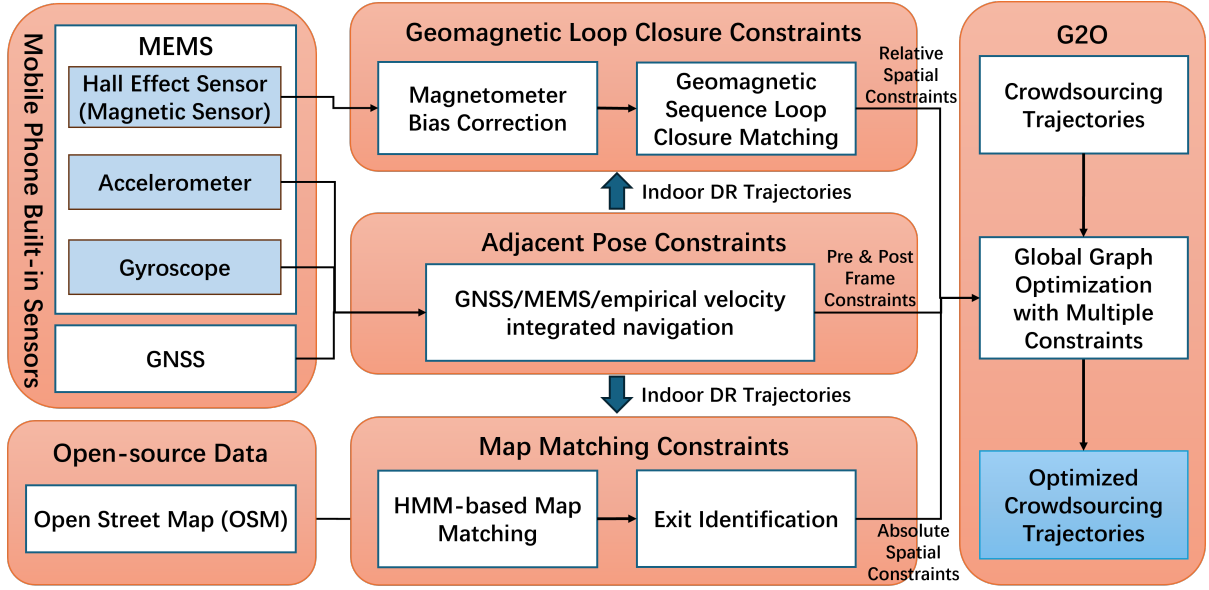 Mobile Phone Built-in Sensors
MEMS
Hall Effect Sensor
(Magnetic Sensor)
Accelerometer
Gyroscope
GNSS
Open-source Data
Open Street Map (OSM)
Geomagnetic Loop Closure Constraints
Magnetometer
Bias Correction
Geomagnetic
Sequence Loop
Closure Matching
Relative
Spatial
Constraints
Indoor DR Trajectories
Adjacent Pose Constraints
GNSS/MEMS/empirical velocity
integrated navigation
Pre & Post
Frame
Constraints
Indoor DR Trajectories
Map Matching Constraints
HMM-based Map
Matching
Exit Identification
Absolute
Spatial
Constraints
G2O
Crowdsourcing
Trajectories
Global Graph
Optimization
with Multiple
Constraints
Optimized
Crowdsourcing
Trajectories